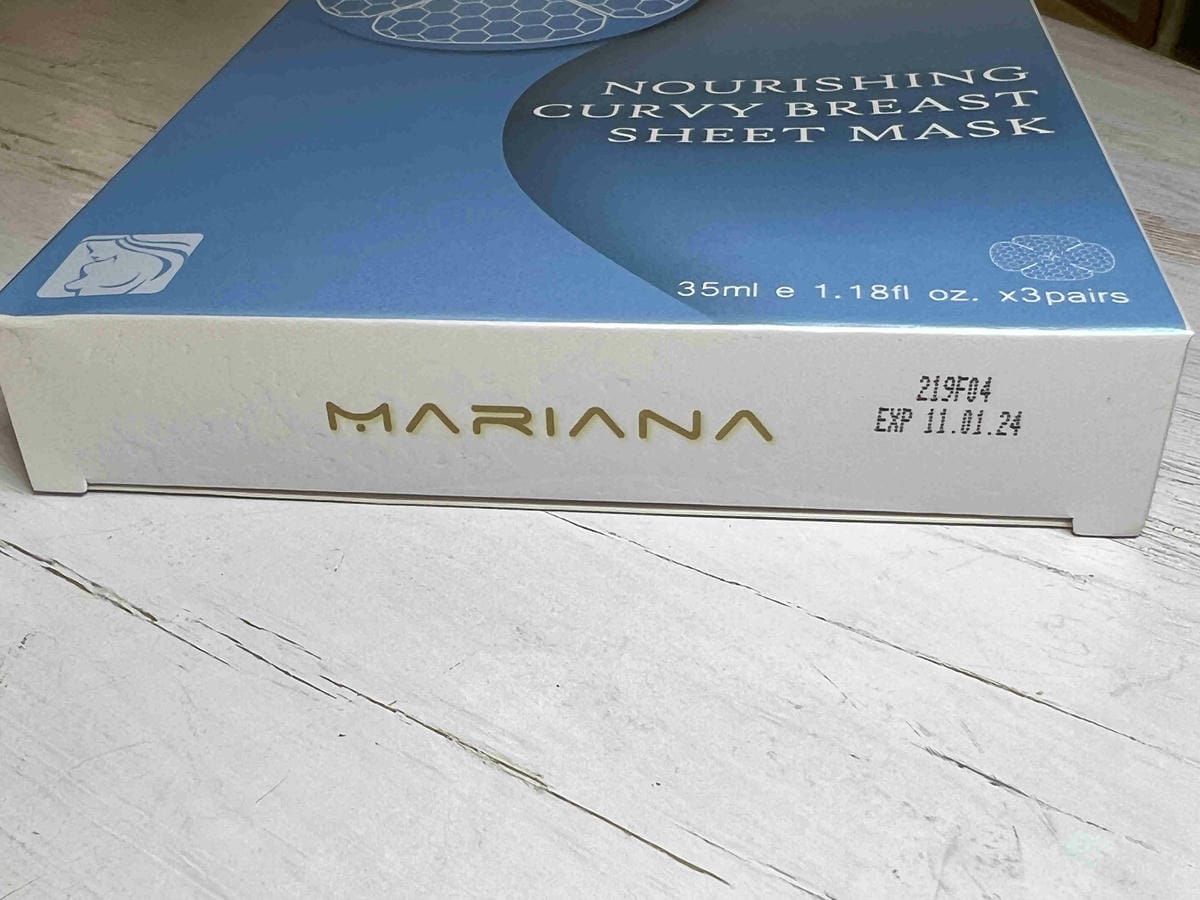 NOURISHING
CURVY BREAST
SHEET MASK
35ml e 1.18fl oz. x3pairs
MARIANA
219F04
EXP 11.01.24